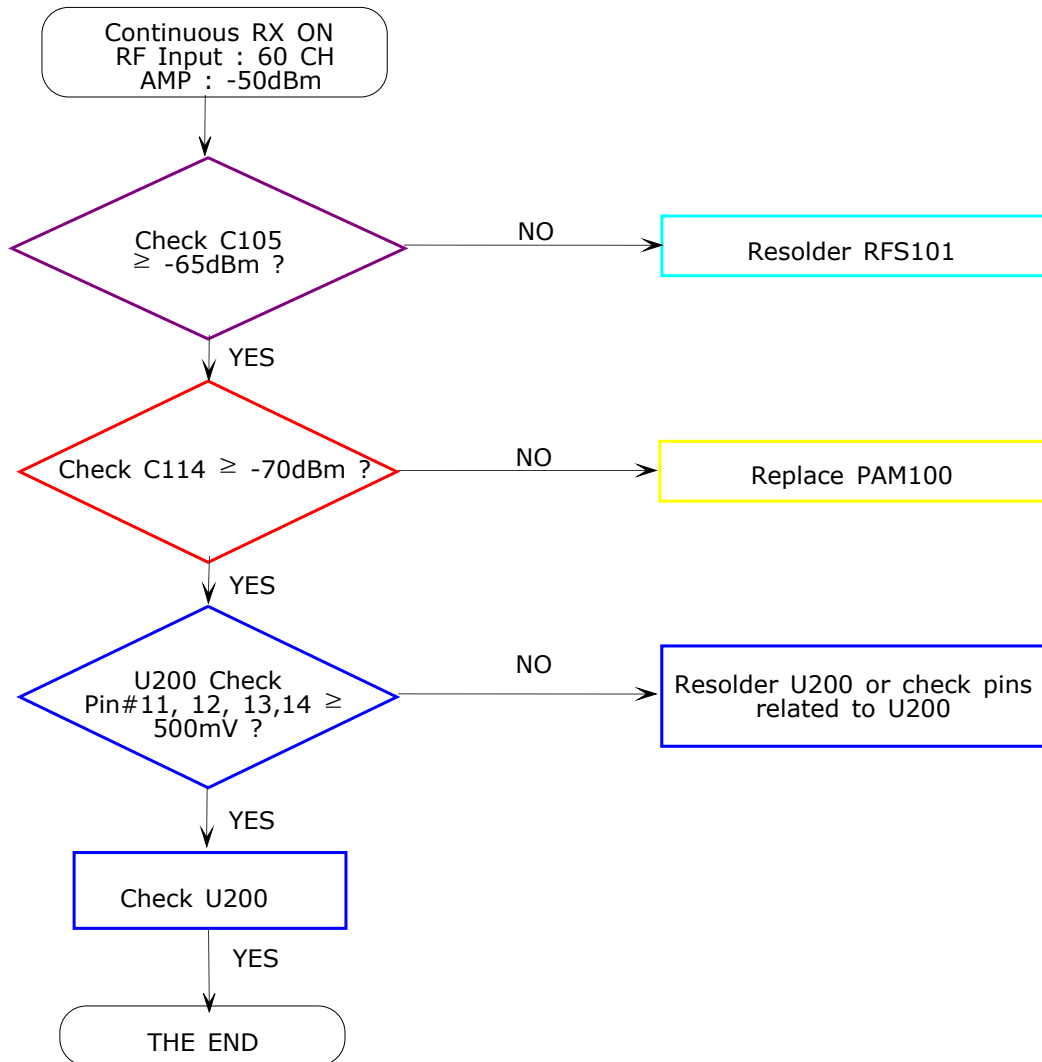 Continuous RX ON
RF Input : 60 CH
AMP : -50dBm
Check C105
≥ -65dBm ?
NO
Resolder RFS101
YES
Check C114 ≥ -70dBm ?
NO
Replace PAM100
YES
U200 Check
Pin#11, 12, 13,14 ≥
500mV ?
NO
Resolder U200 or check pins
related to U200
YES
Check U200
YES
THE END